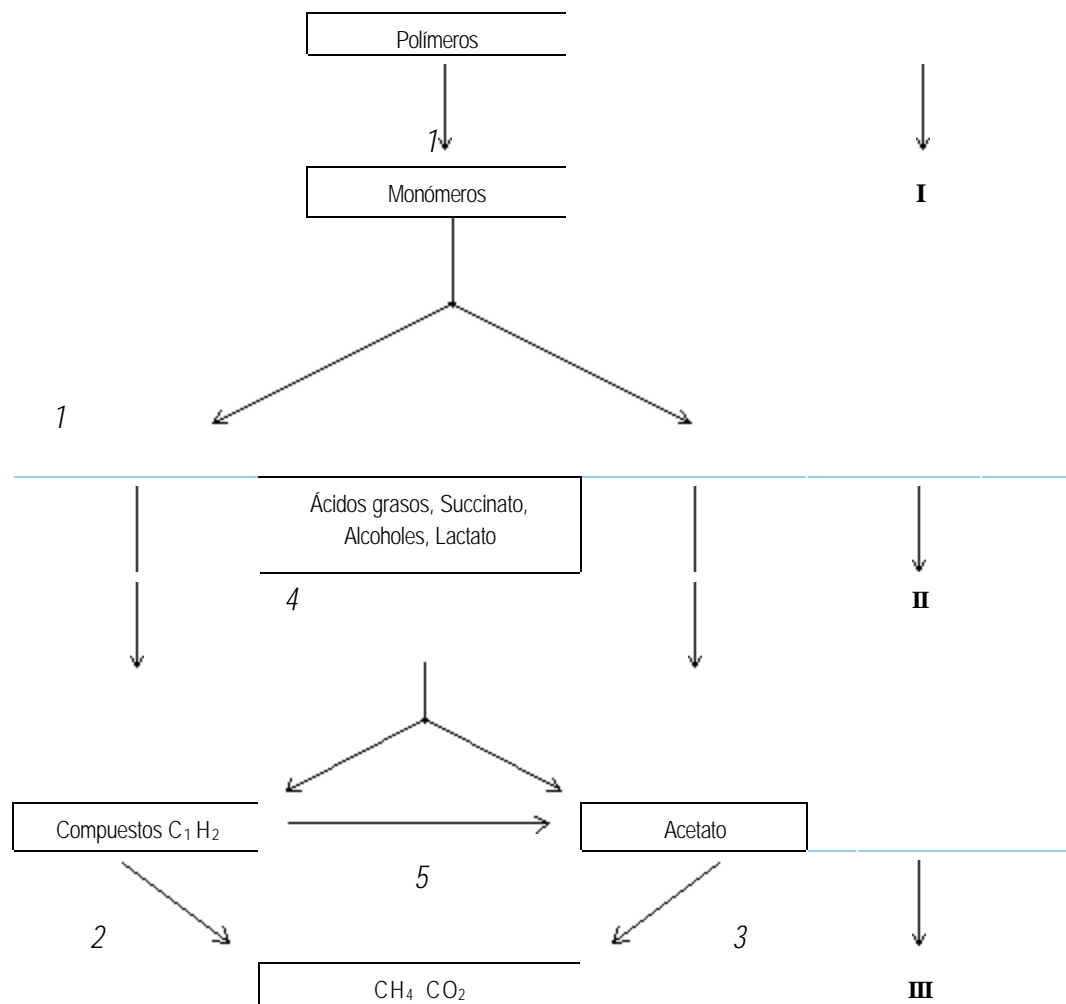 Polímeros
1
Monómeros
I
1
Ácidos grasos, Succinato,
Alcoholes, Lactato
4
II
Compuestos C₁ H₂
Acetato
5
2
3
CH₄ CO₂
III